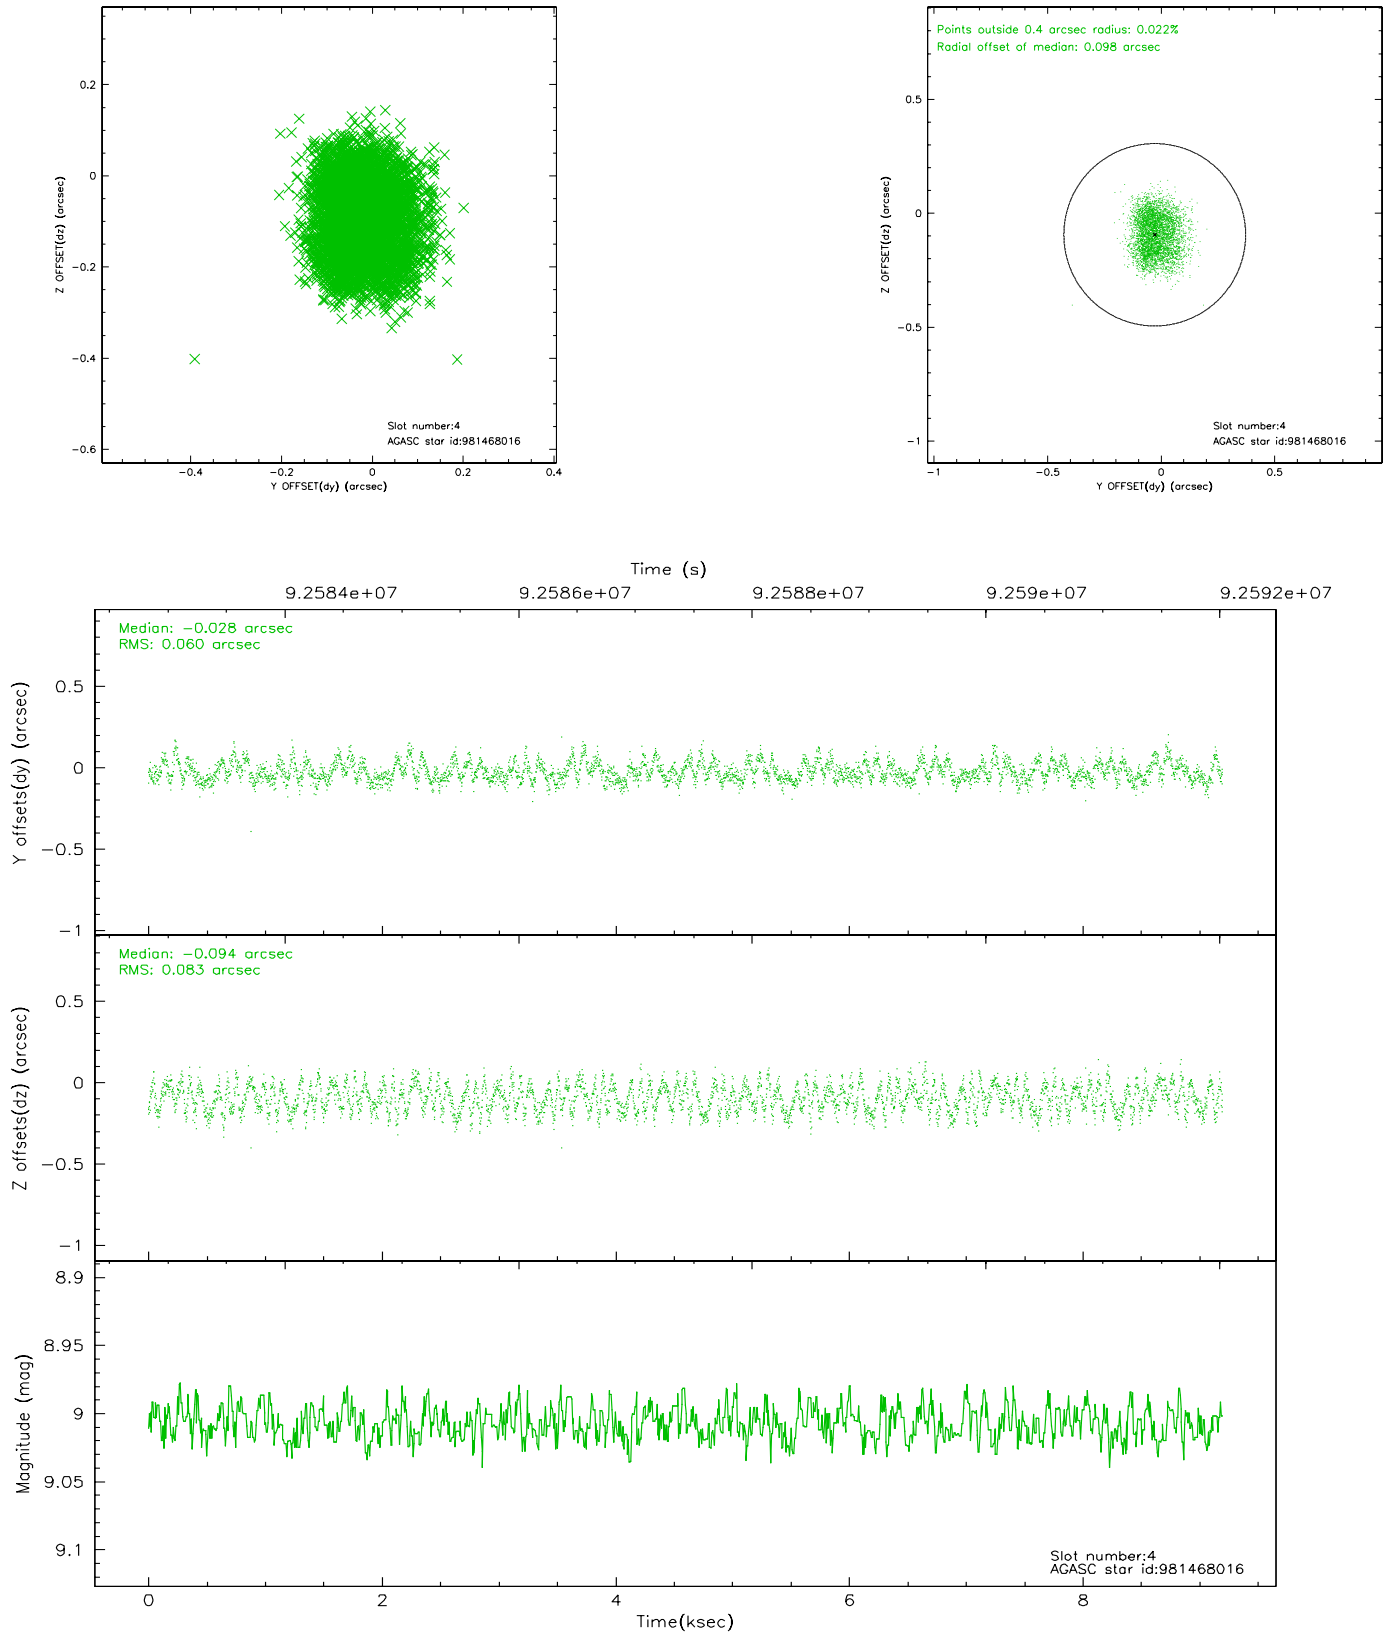 0.2
0
−0.2
−0.4
−0.6
Z OFFSET(dz) (arcsec)
Slot number:4
AGASC star id:981468016
−0.4
−0.2
0
0.2
0.4
Y OFFSET(dy) (arcsec)
Points outside 0.4 arcsec radius: 0.022%
Radial offset of median: 0.098 arcsec
0.5
0
−0.5
−1
Z OFFSET(dz) (arcsec)
Slot number:4
AGASC star id:981468016
−1
−0.5
0
0.5
Y OFFSET(dy) (arcsec)
Time (s)
9.2584e+07
9.2586e+07
9.2588e+07
9.259e+07
9.2592e+07
Median: −0.028 arcsec
RMS: 0.060 arcsec
0.5
0
−0.5
−1
Y offsets(dy) (arcsec)
Median: −0.094 arcsec
RMS: 0.083 arcsec
0.5
0
−0.5
−1
Z offsets(dz) (arcsec)
8.9
8.95
9
9.05
9.1
Magnitude (mag)
Slot number:4
AGASC star id:981468016
0
2
4
6
8
Time(ksec)